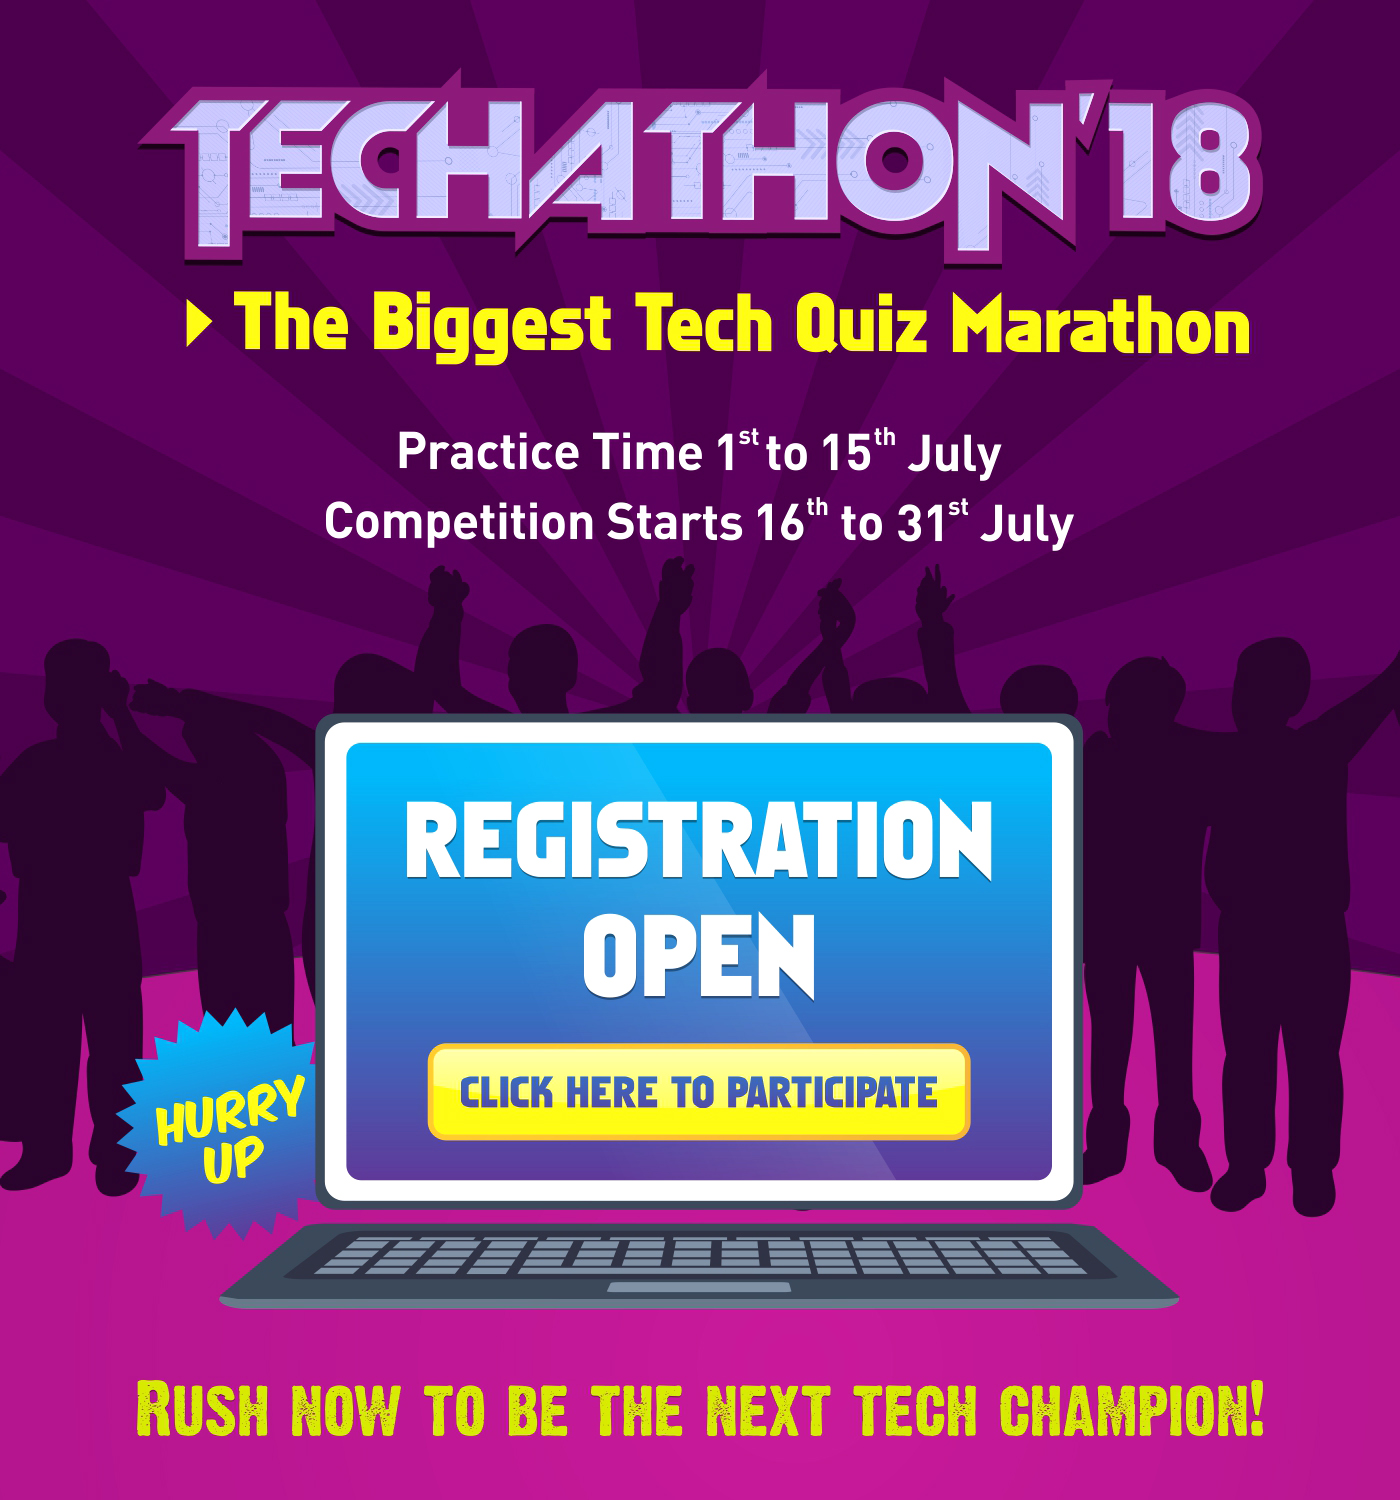 TECHATHON'18
The Biggest Tech Quiz Marathon
Practice Time 1st to 15th July
Competition Starts 16th to 31st July
REGISTRATION
OPEN
CLICK HERE TO PARTICIPATE
HURRY
UP
RUSH NOW TO BE THE NEXT TECH CHAMPION!